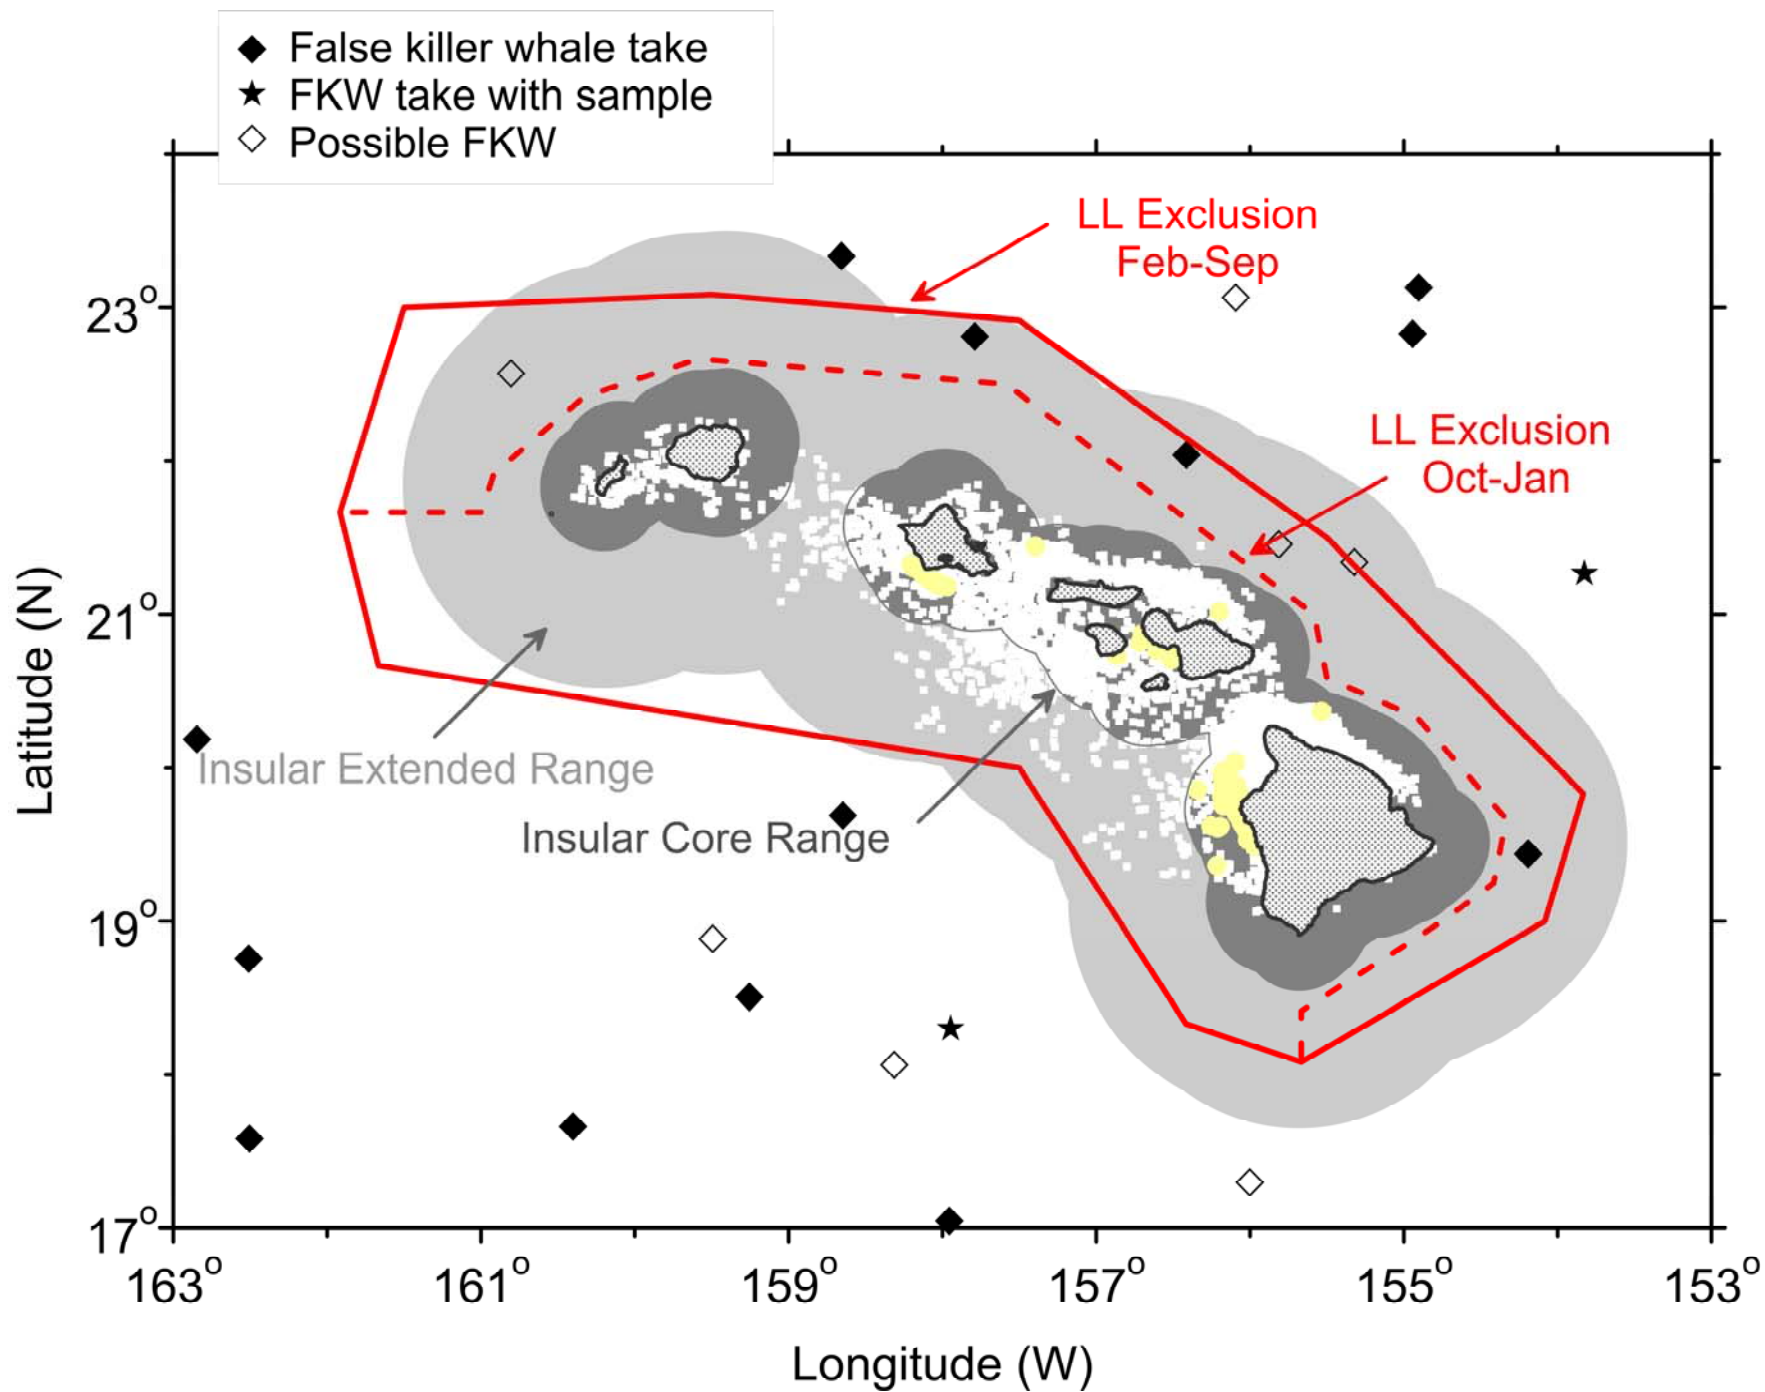 False killer whale take
FKW take with sample
Possible FKW
LL Exclusion
Feb-Sep
LL Exclusion
Oct-Jan
Insular Extended Range
Insular Core Range
23°
21°
19°
17°
Latitude (N)
163° 161° 159° 157° 155° 153°
Longitude (W)